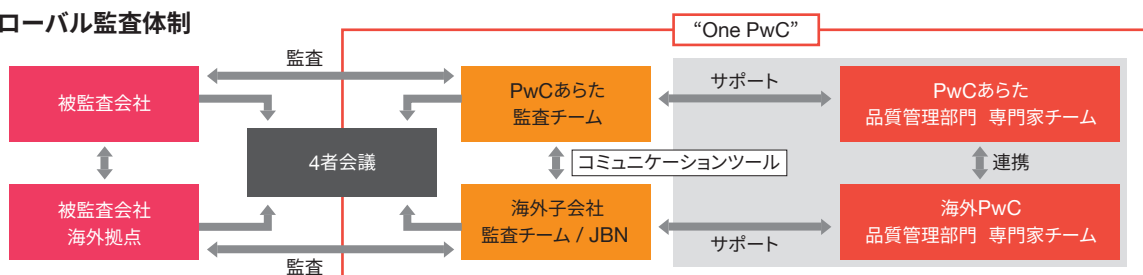 ローバル監査体制
“One PwC”
監査
サポート
被監査会社
PwCあらた
監査チーム
PwCあらた
品質管理部門 専門家チーム
4者会議
コミュニケーションツール
連携
被監査会社
海外拠点
海外子会社
監査チーム / JBN
海外PwC
品質管理部門 専門家チーム
サポート
監査